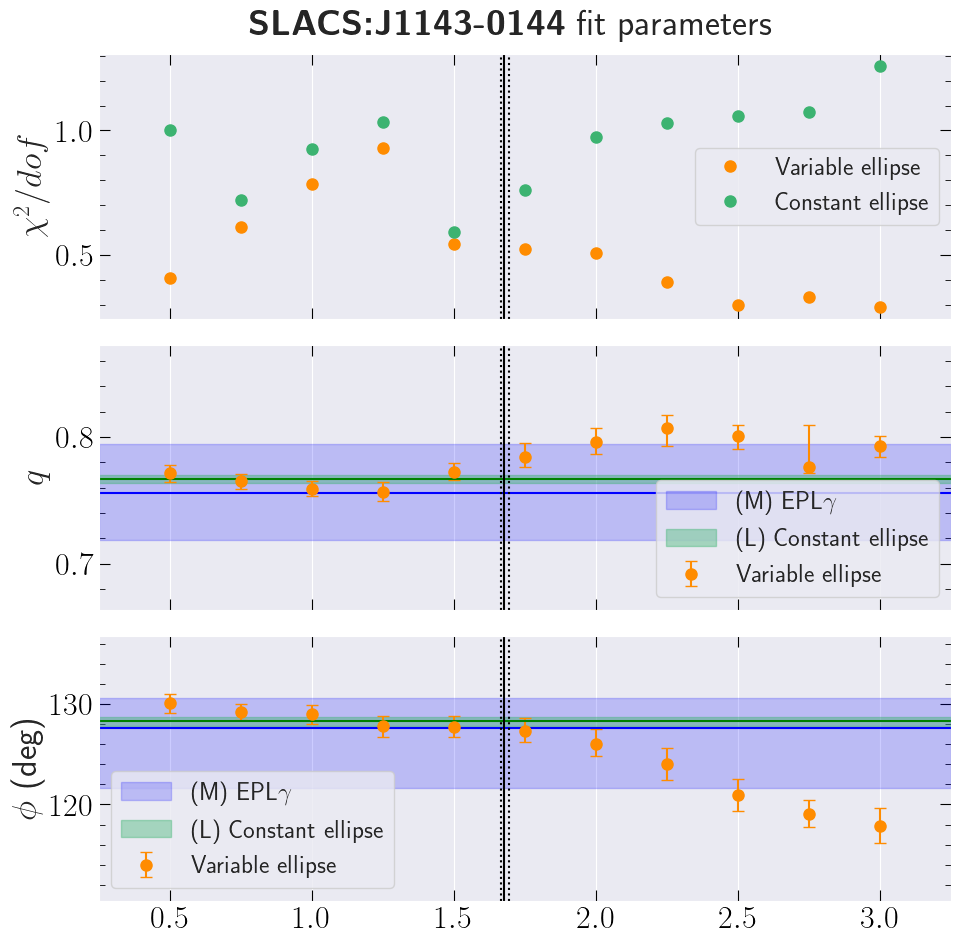 SLACS:J1143-0144 fit parameters
χ²/dof
1.0
0.5
Variable ellipse
Constant ellipse
q
0.8
0.7
(M) EPLγ
(L) Constant ellipse
Variable ellipse
ϕ (deg)
130
120
(M) EPLγ
(L) Constant ellipse
Variable ellipse
0.5 1.0 1.5 2.0 2.5 3.0